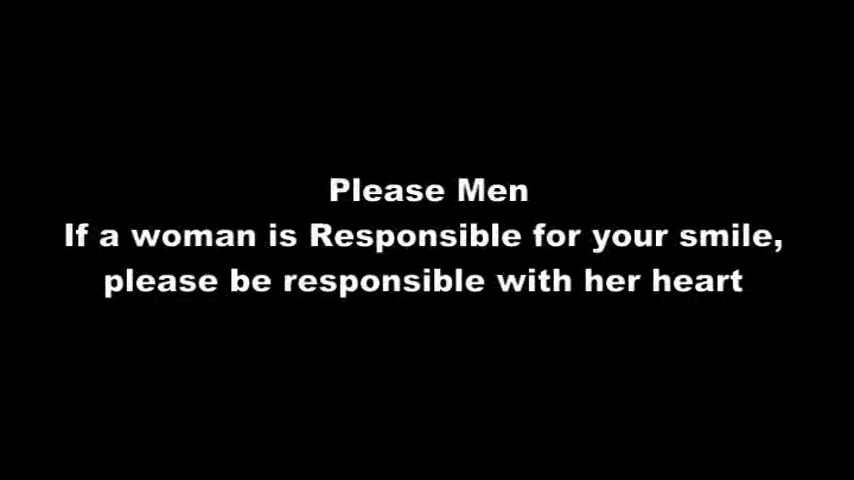 Please Men
If a woman is Responsible for your smile,
please be responsible with her heart